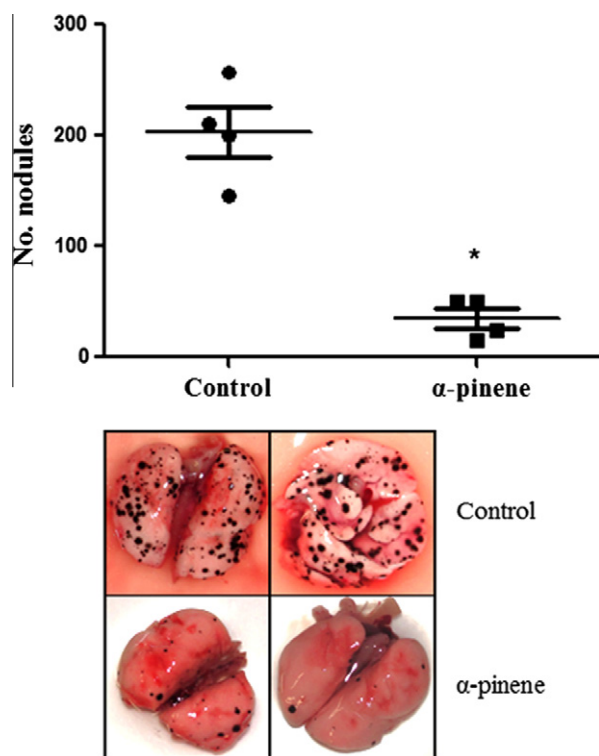 300
200
100
0
No. nodules
*
Control α-pinene
Control
α-pinene